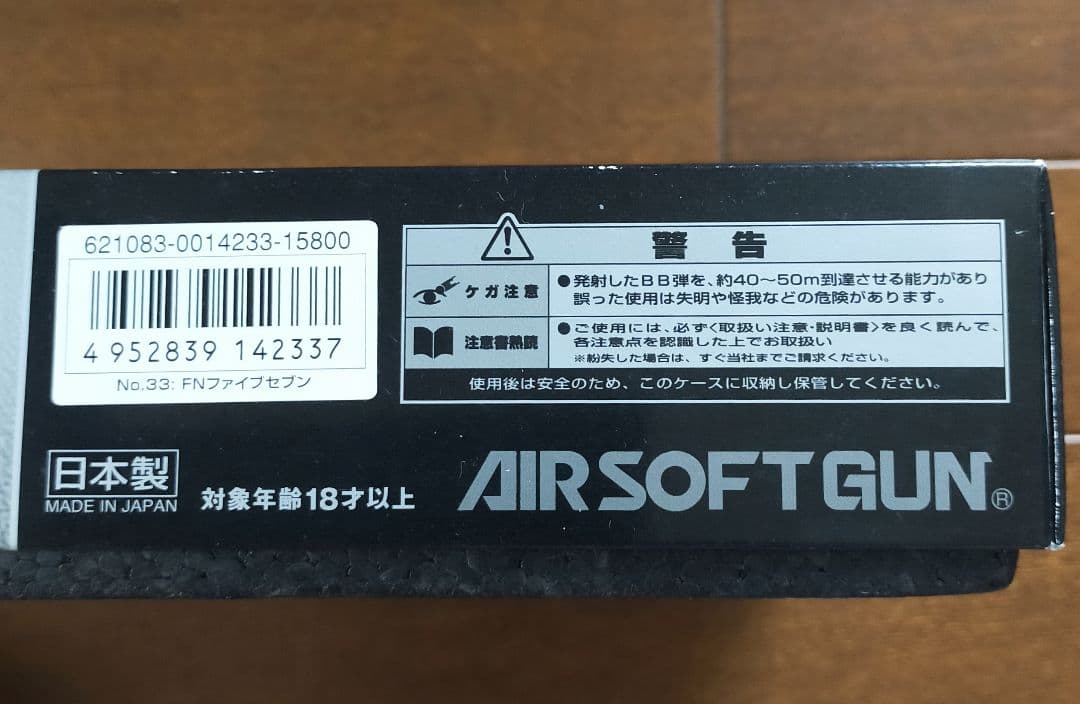 621083-0014233-15800
4 952839 142337
No.33: FNファイブセブン
警告
ケガ注意
●発射したBB弾を、約40〜50m到達させる能力があり
誤った使用は失明や怪我などの危険があります。
注意書熟読
●ご使用には、必ず〈取扱い注意・説明書〉を良く読んで、
各注意点を認識した上でお取扱い
※紛失した場合は、すぐ当社までご請求ください。
使用後は安全のため、このケースに収納し保管してください。
日本製
MADE IN JAPAN
対象年齢18才以上
AIRSOFTGUN®